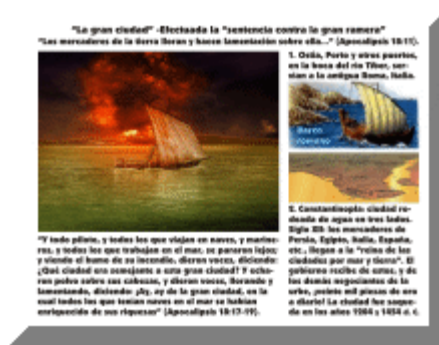 "La gran ciudad" -Efectuada la "sentencia contra la gran ramera"
"Los mercaderes de la tierra lloran y hacen lamentación sobre ella..." (Apocalipsis 18:11).
1. Ostia, Porto y otros puertos,
en la boca del río Tíber, ser-
vían a la antigua Roma, Italia.
Barco
romano
"Y todo piloto, y todos los que viajan en naves, y marine-
ros, y todos los que trabajan en el mar, se pararon lejos;
y viendo el humo de su incendio, dieron voces, diciendo:
¿Qué ciudad era semejante a esta gran ciudad? Y echa-
ron polvo sobre sus cabezas, y dieron voces, llorando y
lamentando, diciendo: ¡Ay, ay de la gran ciudad, en la
cual todos los que tenían naves en el mar se habían
enriquecido de sus riquezas" (Apocalipsis 18:17-19).
2. Constantinopla: ciudad ro-
deada de agua en tres lados.
Siglo XII: los mercaderes de
Persia, Egipto, Italia, España,
etc., llegan a la "reina de las
ciudades por mar y tierra". El
gobierno recibe de estos, y de
los demás negociantes de la
urbe, ¡veinte mil piezas de oro
a diario! La ciudad fue saquea-
da en los años 1204 y 1454 d. C.